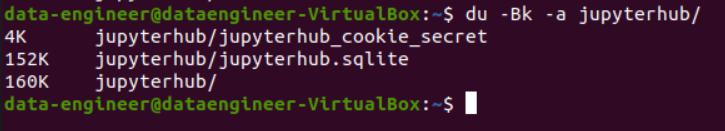 data-engineer@dataengineer-VirtualBox:~$ du -Bk -a jupyterhub/
4K      jupyterhub/jupyterhub_cookie_secret
152K    jupyterhub/jupyterhub.sqlite
160K    jupyterhub/
data-engineer@dataengineer-VirtualBox:~$